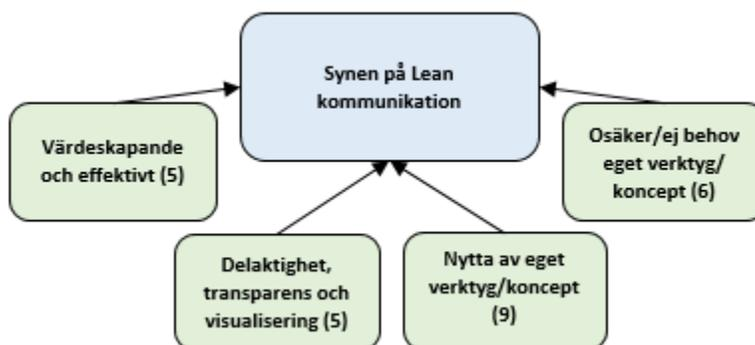 Synen på Lean
kommunikation
Värdeskapande
och effektivt (5)
Osäker/ej behov
eget verktyg/
koncept (6)
Delaktighet,
transparens och
visualisering (5)
Nytta av eget
verktyg/koncept
(9)